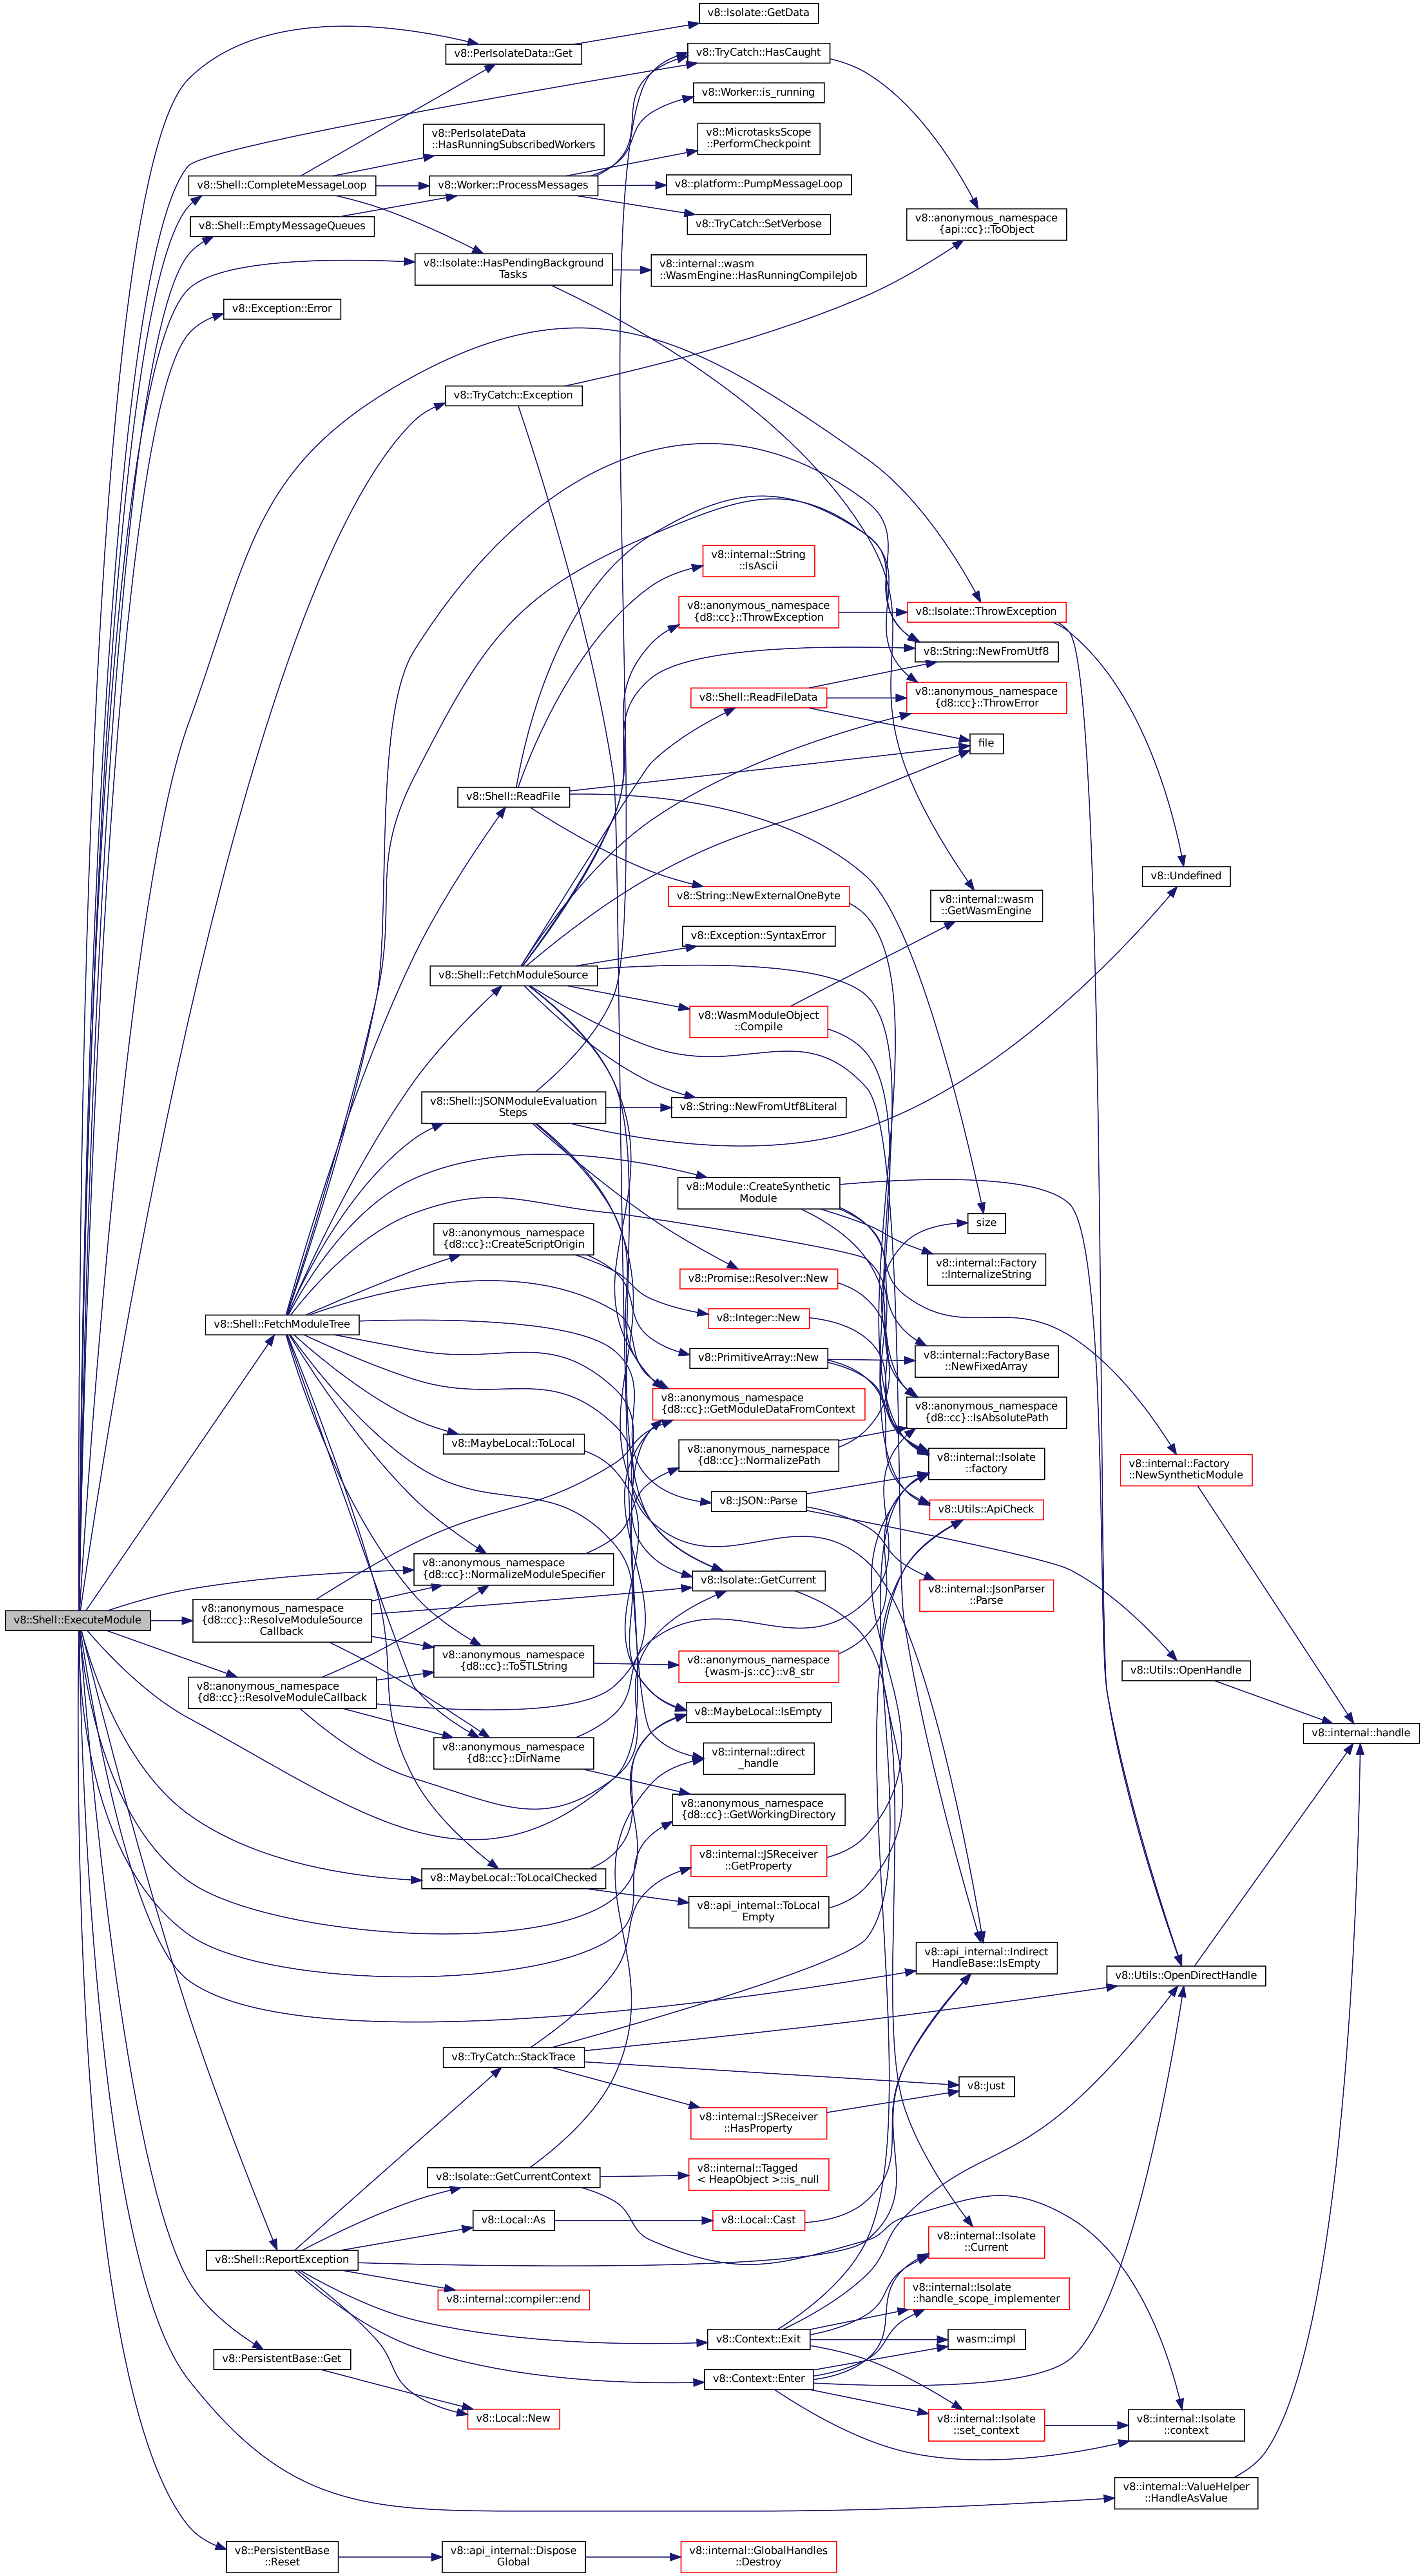 v8::Isolate::GetData
v8::PerIsolateData::Get
v8::TryCatch::HasCaught
v8::Worker::is_running
v8::PerIsolateData
::HasRunningSubscribedWorkers
v8::MicrotasksScope
::PerformCheckpoint
v8::Shell::CompleteMessageLoop
v8::Worker::ProcessMessages
v8::platform::PumpMessageLoop
v8::Shell::EmptyMessageQueues
v8::TryCatch::SetVerbose
v8::anonymous_namespace
{api::cc}::ToObject
v8::Isolate::HasPendingBackground
Tasks
v8::internal::wasm
::WasmEngine::HasRunningCompileJob
v8::Exception::Error
v8::TryCatch::Exception
v8::internal::String
::IsAscii
v8::anonymous_namespace
{d8::cc}::ThrowException
v8::Isolate::ThrowException
v8::String::NewFromUtf8
v8::Shell::ReadFileData
v8::anonymous_namespace
{d8::cc}::ThrowError
file
v8::Shell::ReadFile
v8::Undefined
v8::String::NewExternalOneByte
v8::internal::wasm
::GetWasmEngine
v8::Exception::SyntaxError
v8::Shell::FetchModuleSource
v8::WasmModuleObject
::Compile
v8::Shell::JSONModuleEvaluation
Steps
v8::String::NewFromUtf8Literal
v8::Module::CreateSynthetic
Module
size
v8::anonymous_namespace
{d8::cc}::CreateScriptOrigin
v8::internal::Factory
::InternalizeString
v8::Promise::Resolver::New
v8::Shell::FetchModuleTree
v8::Integer::New
v8::PrimitiveArray::New
v8::internal::FactoryBase
::NewFixedArray
v8::anonymous_namespace
{d8::cc}::GetModuleDataFromContext
v8::anonymous_namespace
{d8::cc}::IsAbsolutePath
v8::MaybeLocal::ToLocal
v8::anonymous_namespace
{d8::cc}::NormalizePath
v8::internal::Isolate
::factory
v8::internal::Factory
::NewSyntheticModule
v8::JSON::Parse
v8::Utils::ApiCheck
v8::anonymous_namespace
{d8::cc}::NormalizeModuleSpecifier
v8::Isolate::GetCurrent
v8::internal::JsonParser
::Parse
v8::Shell::ExecuteModule
v8::anonymous_namespace
{d8::cc}::ResolveModuleSource
Callback
v8::anonymous_namespace
{d8::cc}::ToSTLString
v8::anonymous_namespace
{wasm-js::cc}::v8_str
v8::Utils::OpenHandle
v8::anonymous_namespace
{d8::cc}::ResolveModuleCallback
v8::MaybeLocal::IsEmpty
v8::internal::handle
v8::anonymous_namespace
{d8::cc}::DirName
v8::internal::direct
_handle
v8::anonymous_namespace
{d8::cc}::GetWorkingDirectory
v8::internal::JSReceiver
::GetProperty
v8::MaybeLocal::ToLocalChecked
v8::api_internal::ToLocal
Empty
v8::api_internal::Indirect
HandleBase::IsEmpty
v8::Utils::OpenDirectHandle
v8::TryCatch::StackTrace
v8::Just
v8::internal::JSReceiver
::HasProperty
v8::Isolate::GetCurrentContext
v8::internal::Tagged
< HeapObject >::is_null
v8::Local::As
v8::Local::Cast
v8::internal::Isolate
::Current
v8::Shell::ReportException
v8::internal::compiler::end
v8::internal::Isolate
::handle_scope_implementer
v8::Context::Exit
wasm::impl
v8::PersistentBase::Get
v8::Context::Enter
v8::Local::New
v8::internal::Isolate
::set_context
v8::internal::Isolate
::context
v8::internal::ValueHelper
::HandleAsValue
v8::PersistentBase
::Reset
v8::api_internal::Dispose
Global
v8::internal::GlobalHandles
::Destroy